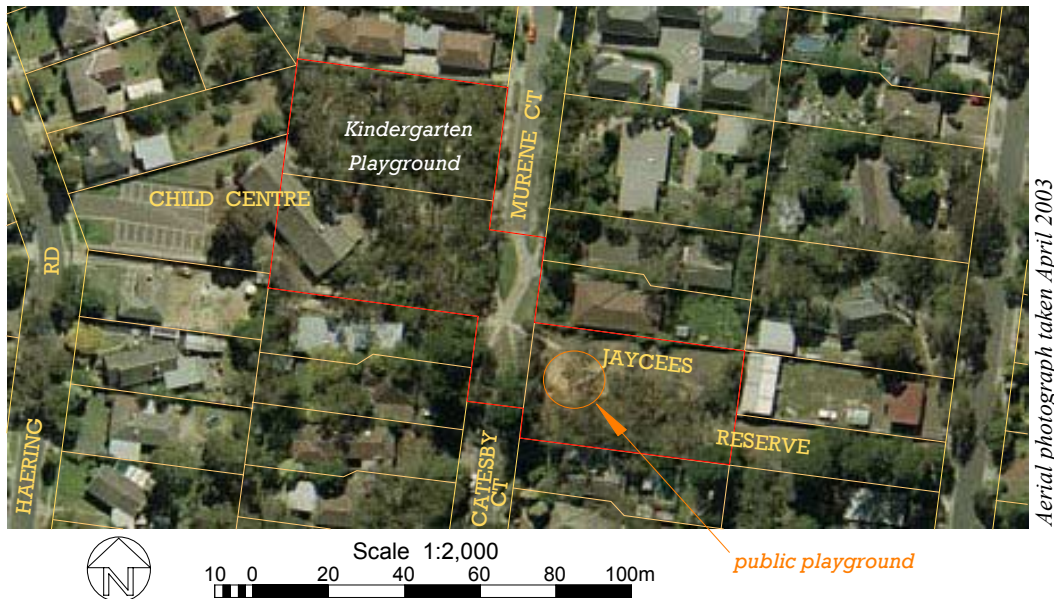 Kindergarten
Playground
MURENE CT
CHILD CENTRE
RD
JAYCEES
RESERVE
HAERING
CATESBY
CT
Aerial photograph taken April 2003
public playground
Scale 1:2,000
N
10 0 20 40 60 80 100m